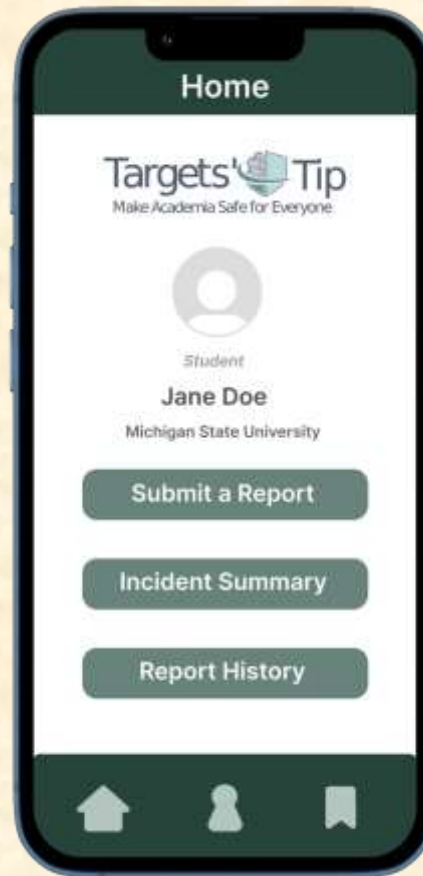 Home
Targets' Tip
Make Academia Safe for Everyone
Student
Jane Doe
Michigan State University
Submit a Report
Incident Summary
Report History